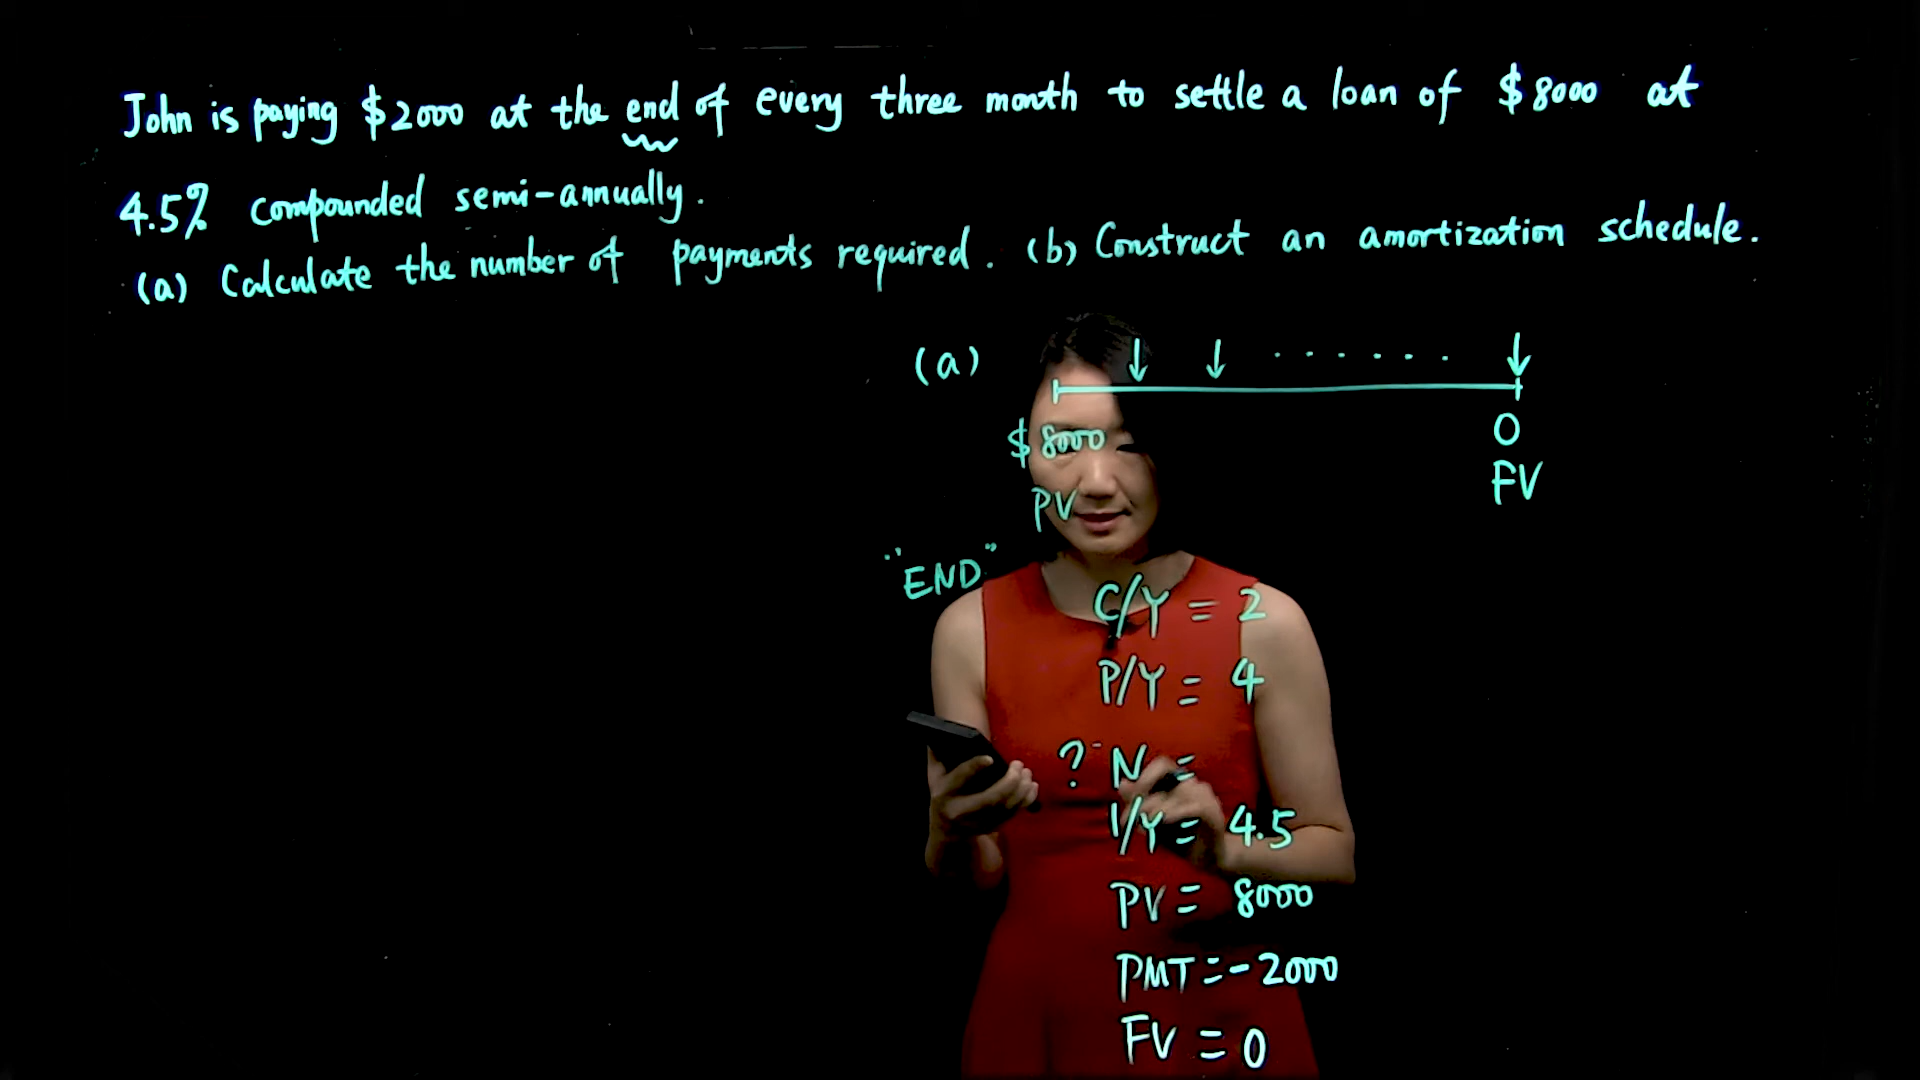 John is paying $2000 at the end of every three month to settle a loan of $8000 at
4.5% compounded semi-annually.
(a) Calculate the number of payments required. (b) Construct an amortization schedule.
(a)
$8000
0
PV
FV
"END"
C/Y = 2
P/Y = 4
? N =
I/Y = 4.5
PV = 8000
PMT = -2000
FV = 0